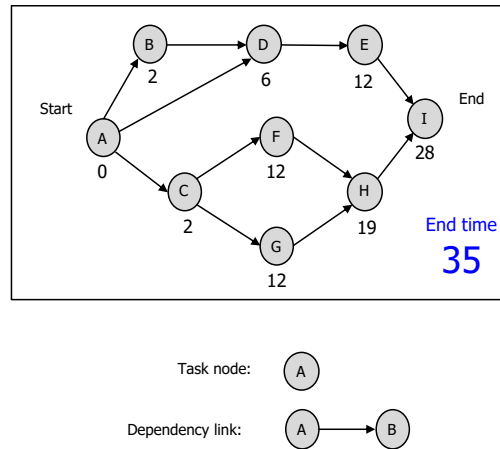 B
D
E
2
6
12
Start
End
A
I
0
F
28
12
C
H
2
19
G
12
End time
35
Task node:
A
Dependency link:
A
B